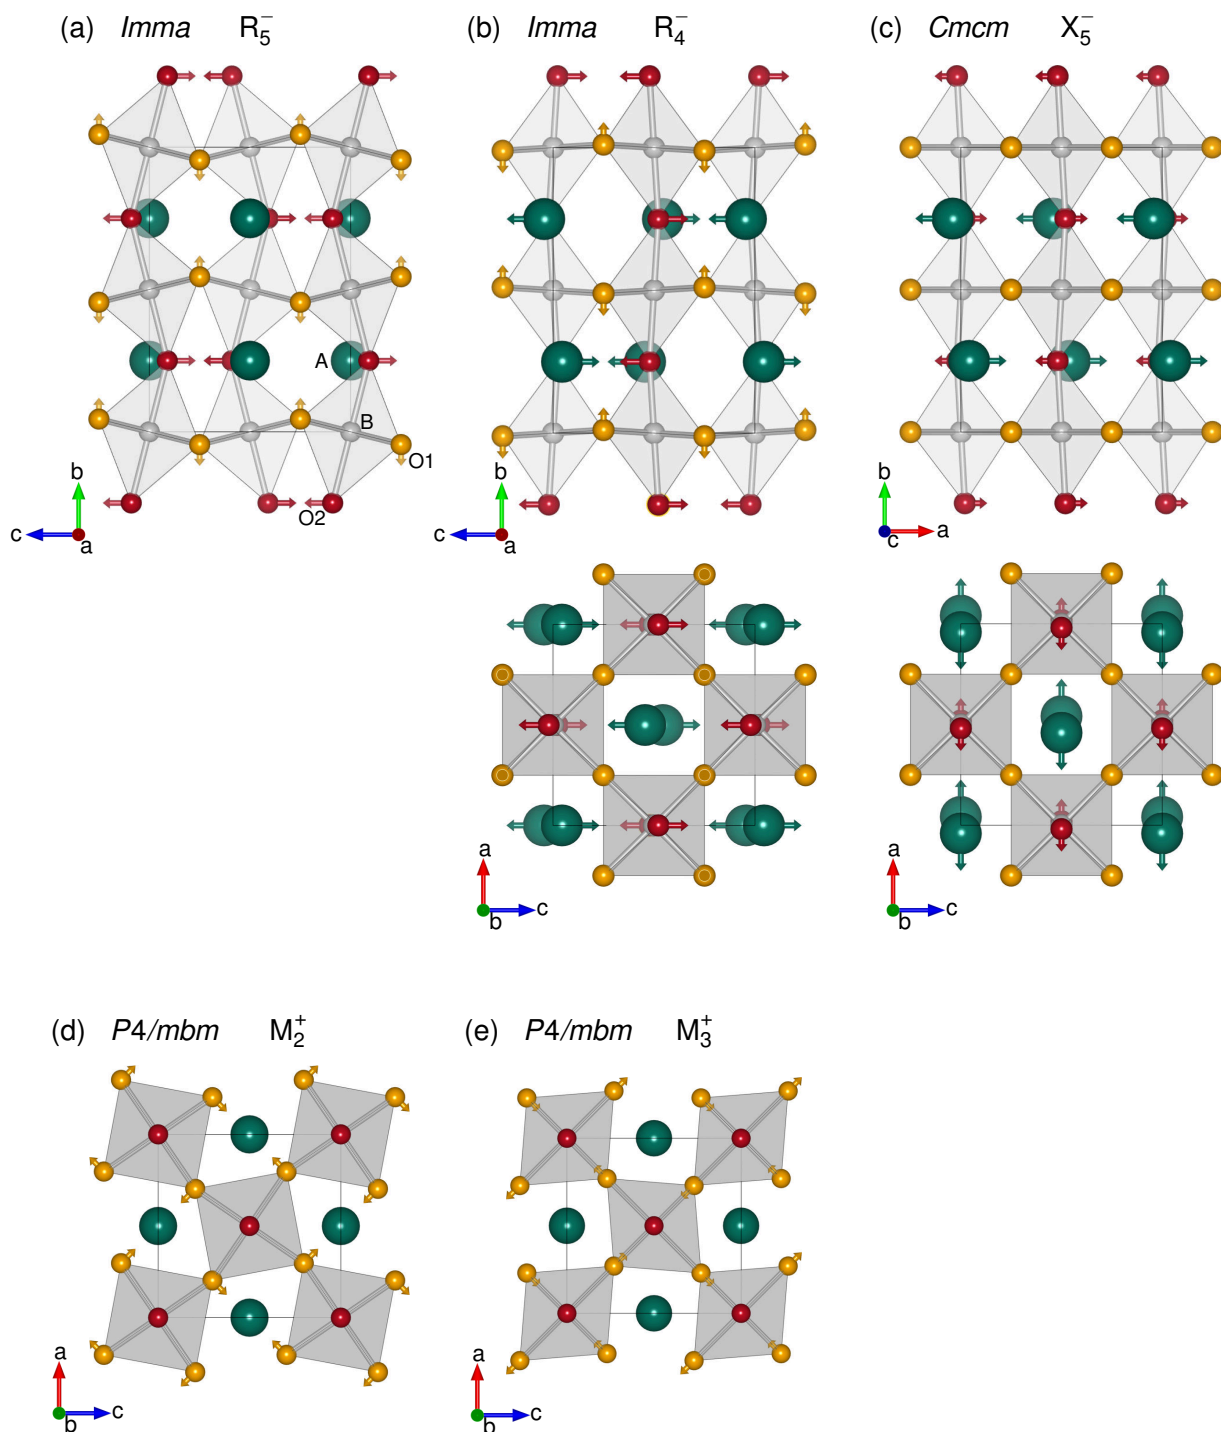 (a) Imma R₅⁻
(b) Imma R₄⁻
(c) Cmcm X₅⁻
A
B
O1
O2
b
c
a
b
c
a
b
c
a
a
b
c
a
b
c
(d) P4/mbm M₂⁺
(e) P4/mbm M₃⁺
a
b
c
a
b
c